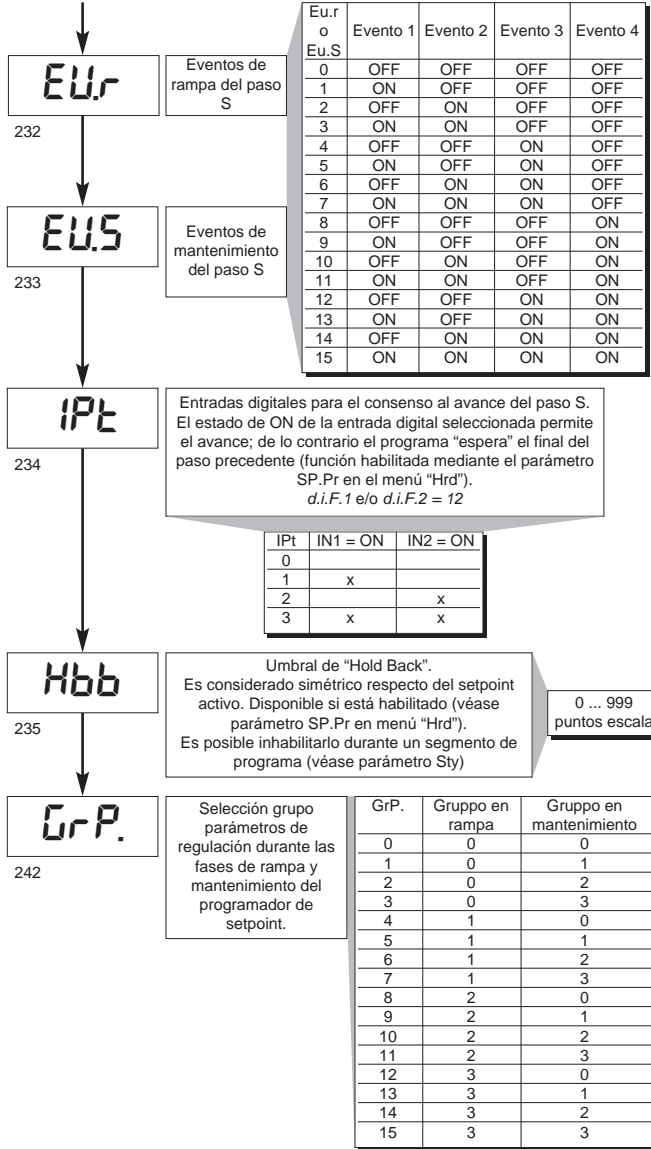 EU.r
232
Eventos de
rampa del paso
S
Eu.r
o
Eu.S
Evento 1 Evento 2 Evento 3 Evento 4
0 OFF OFF OFF OFF
1 ON OFF OFF OFF
2 OFF ON OFF OFF
3 ON ON OFF OFF
4 OFF OFF ON OFF
5 ON OFF ON OFF
6 OFF ON ON OFF
7 ON ON ON OFF
8 OFF OFF OFF ON
9 ON OFF OFF ON
10 OFF ON OFF ON
11 ON ON OFF ON
12 OFF OFF ON ON
13 ON OFF ON ON
14 OFF ON ON ON
15 ON ON ON ON
EU.S
233
Eventos de
mantenimiento
del paso S
IPt
234
Entradas digitales para el consenso al avance del paso S.
El estado de ON de la entrada digital seleccionada permite
el avance; de lo contrario el programa “espera” el final del
paso precedente (función habilitada mediante el parámetro
SP.Pr en el menú “Hrd”).
d.i.F.1 e/o d.i.F.2 = 12
IPt IN1 = ON IN2 = ON
0
1 x
2 x
3 x x
Hbb
235
Umbral de “Hold Back”.
Es considerado simétrico respecto del setpoint
activo. Disponible si está habilitado (véase
parámetro SP.Pr en menú “Hrd”).
Es posible inhabilitarlo durante un segmento de
programa (véase parámetro Sty)
0 ... 999
puntos escala
GrP.
242
Selección grupo
parámetros de
regulación durante las
fases de rampa y
mantenimiento del
programador de
setpoint.
GrP. Gruppo en rampa Gruppo en mantenimiento
0 0 0
1 0 1
2 0 2
3 0 3
4 1 0
5 1 1
6 1 2
7 1 3
8 2 0
9 2 1
10 2 2
11 2 3
12 3 0
13 3 1
14 3 2
15 3 3